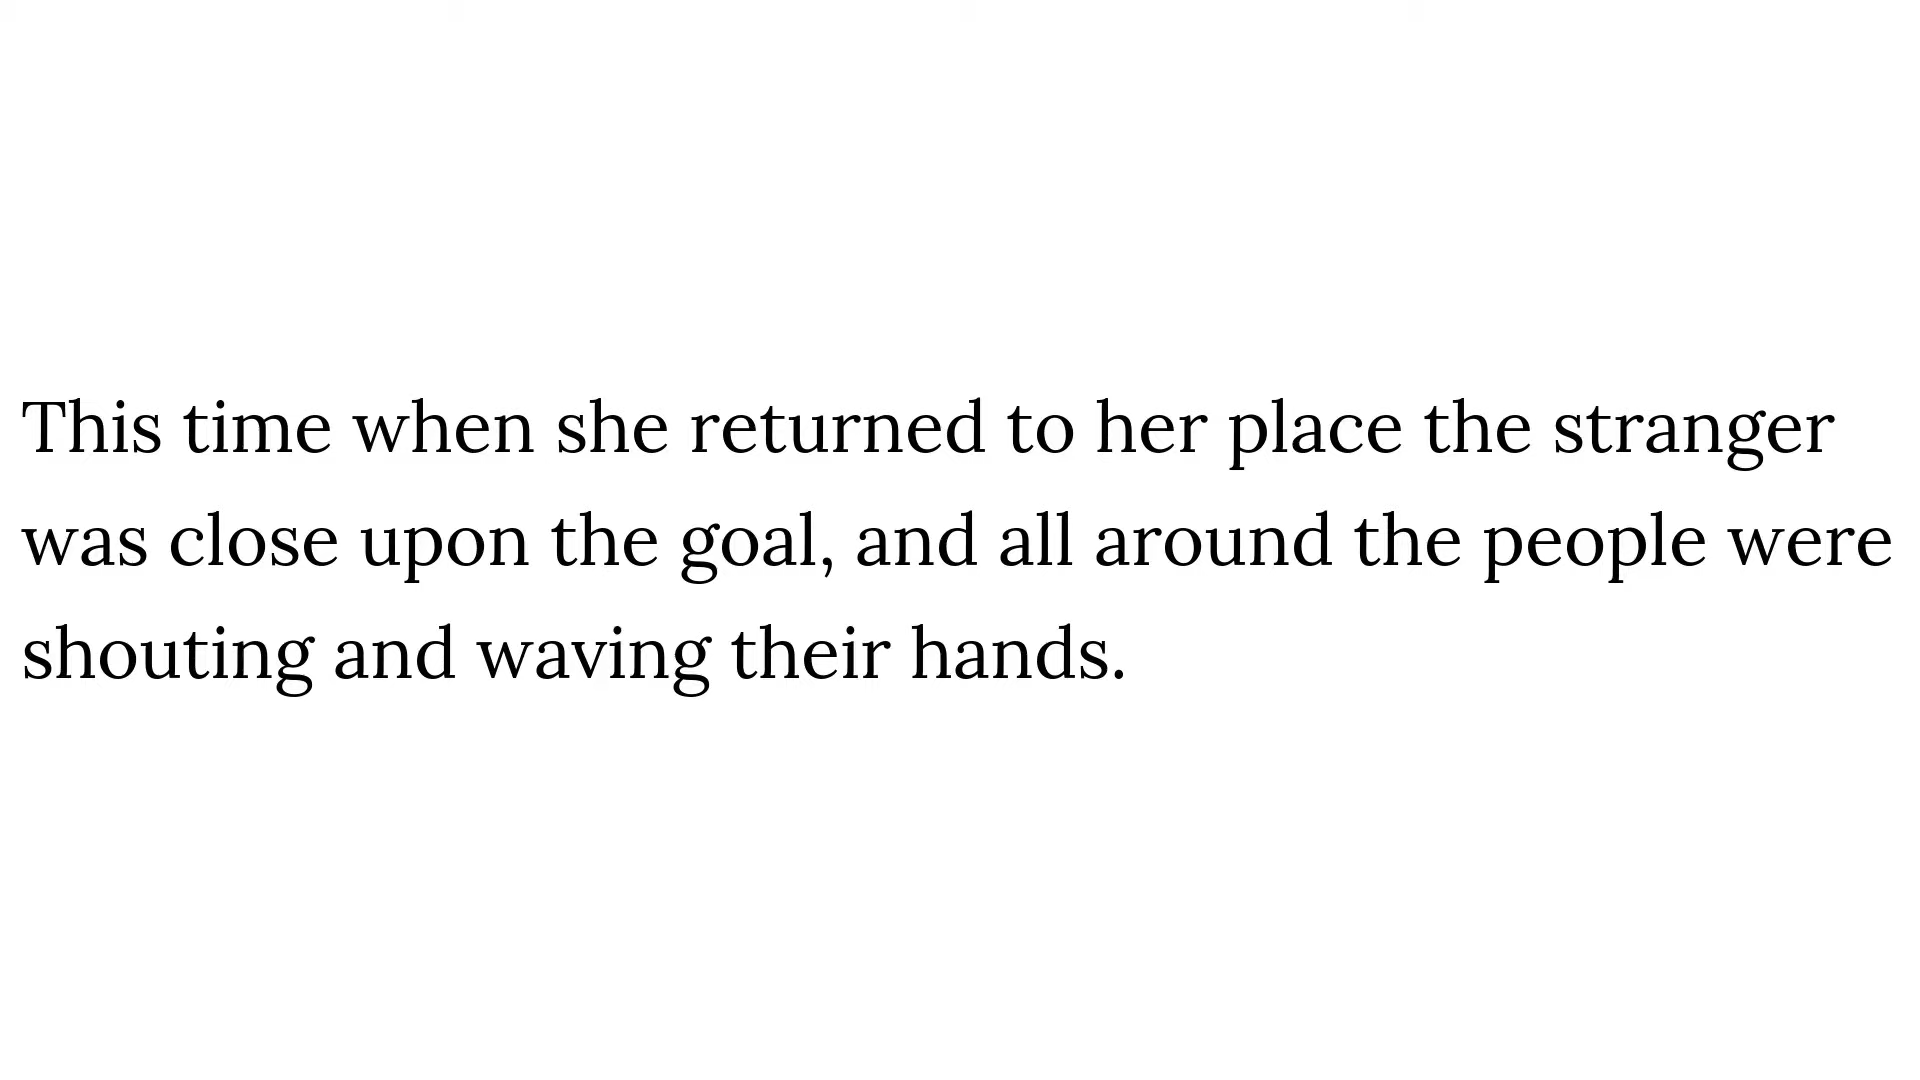 This time when she returned to her place the stranger
was close upon the goal, and all around the people were
shouting and waving their hands.